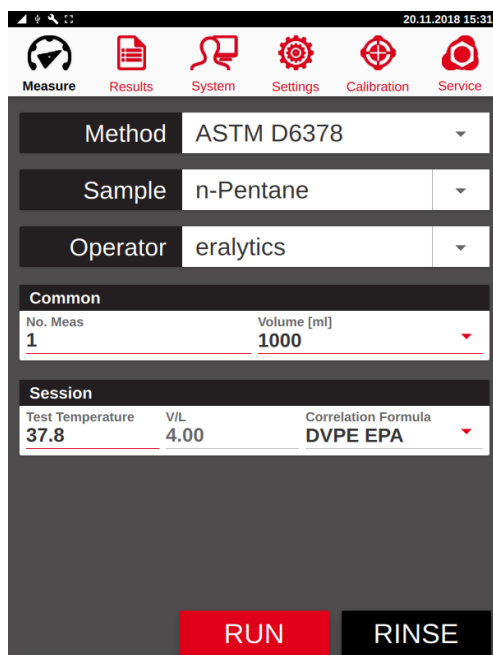 20.11.2018 15:31
Measure Results System Settings Calibration Service
Method ASTM D6378
Sample n-Pentane
Operator eralytics
Common
No. Meas Volume [ml]
1 1000
Session
Test Temperature V/L Correlation Formula
37.8 4.00 DVPE EPA
RUN RINSE